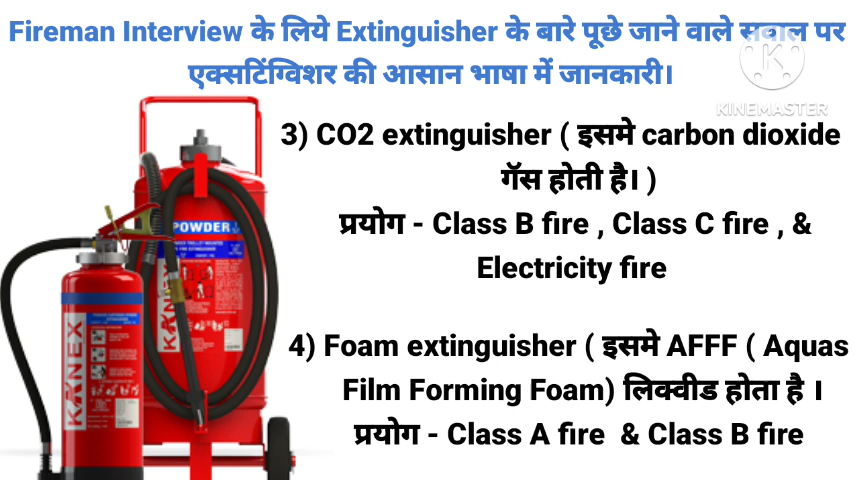 Fireman Interview के लिये Extinguisher के बारे पूछे जाने वाले सवाल पर
एक्सटिंग्विशर की आसान भाषा में जानकारी।
KINEMASTER
3) CO2 extinguisher ( इसमे carbon dioxide
गॅस होती है। )
प्रयोग - Class B fire , Class C fire , &
Electricity fire
4) Foam extinguisher ( इसमे AFFF ( Aquas
Film Forming Foam) लिक्वीड होता है ।
प्रयोग - Class A fire & Class B fire
POWDER
KANEX
KANEX